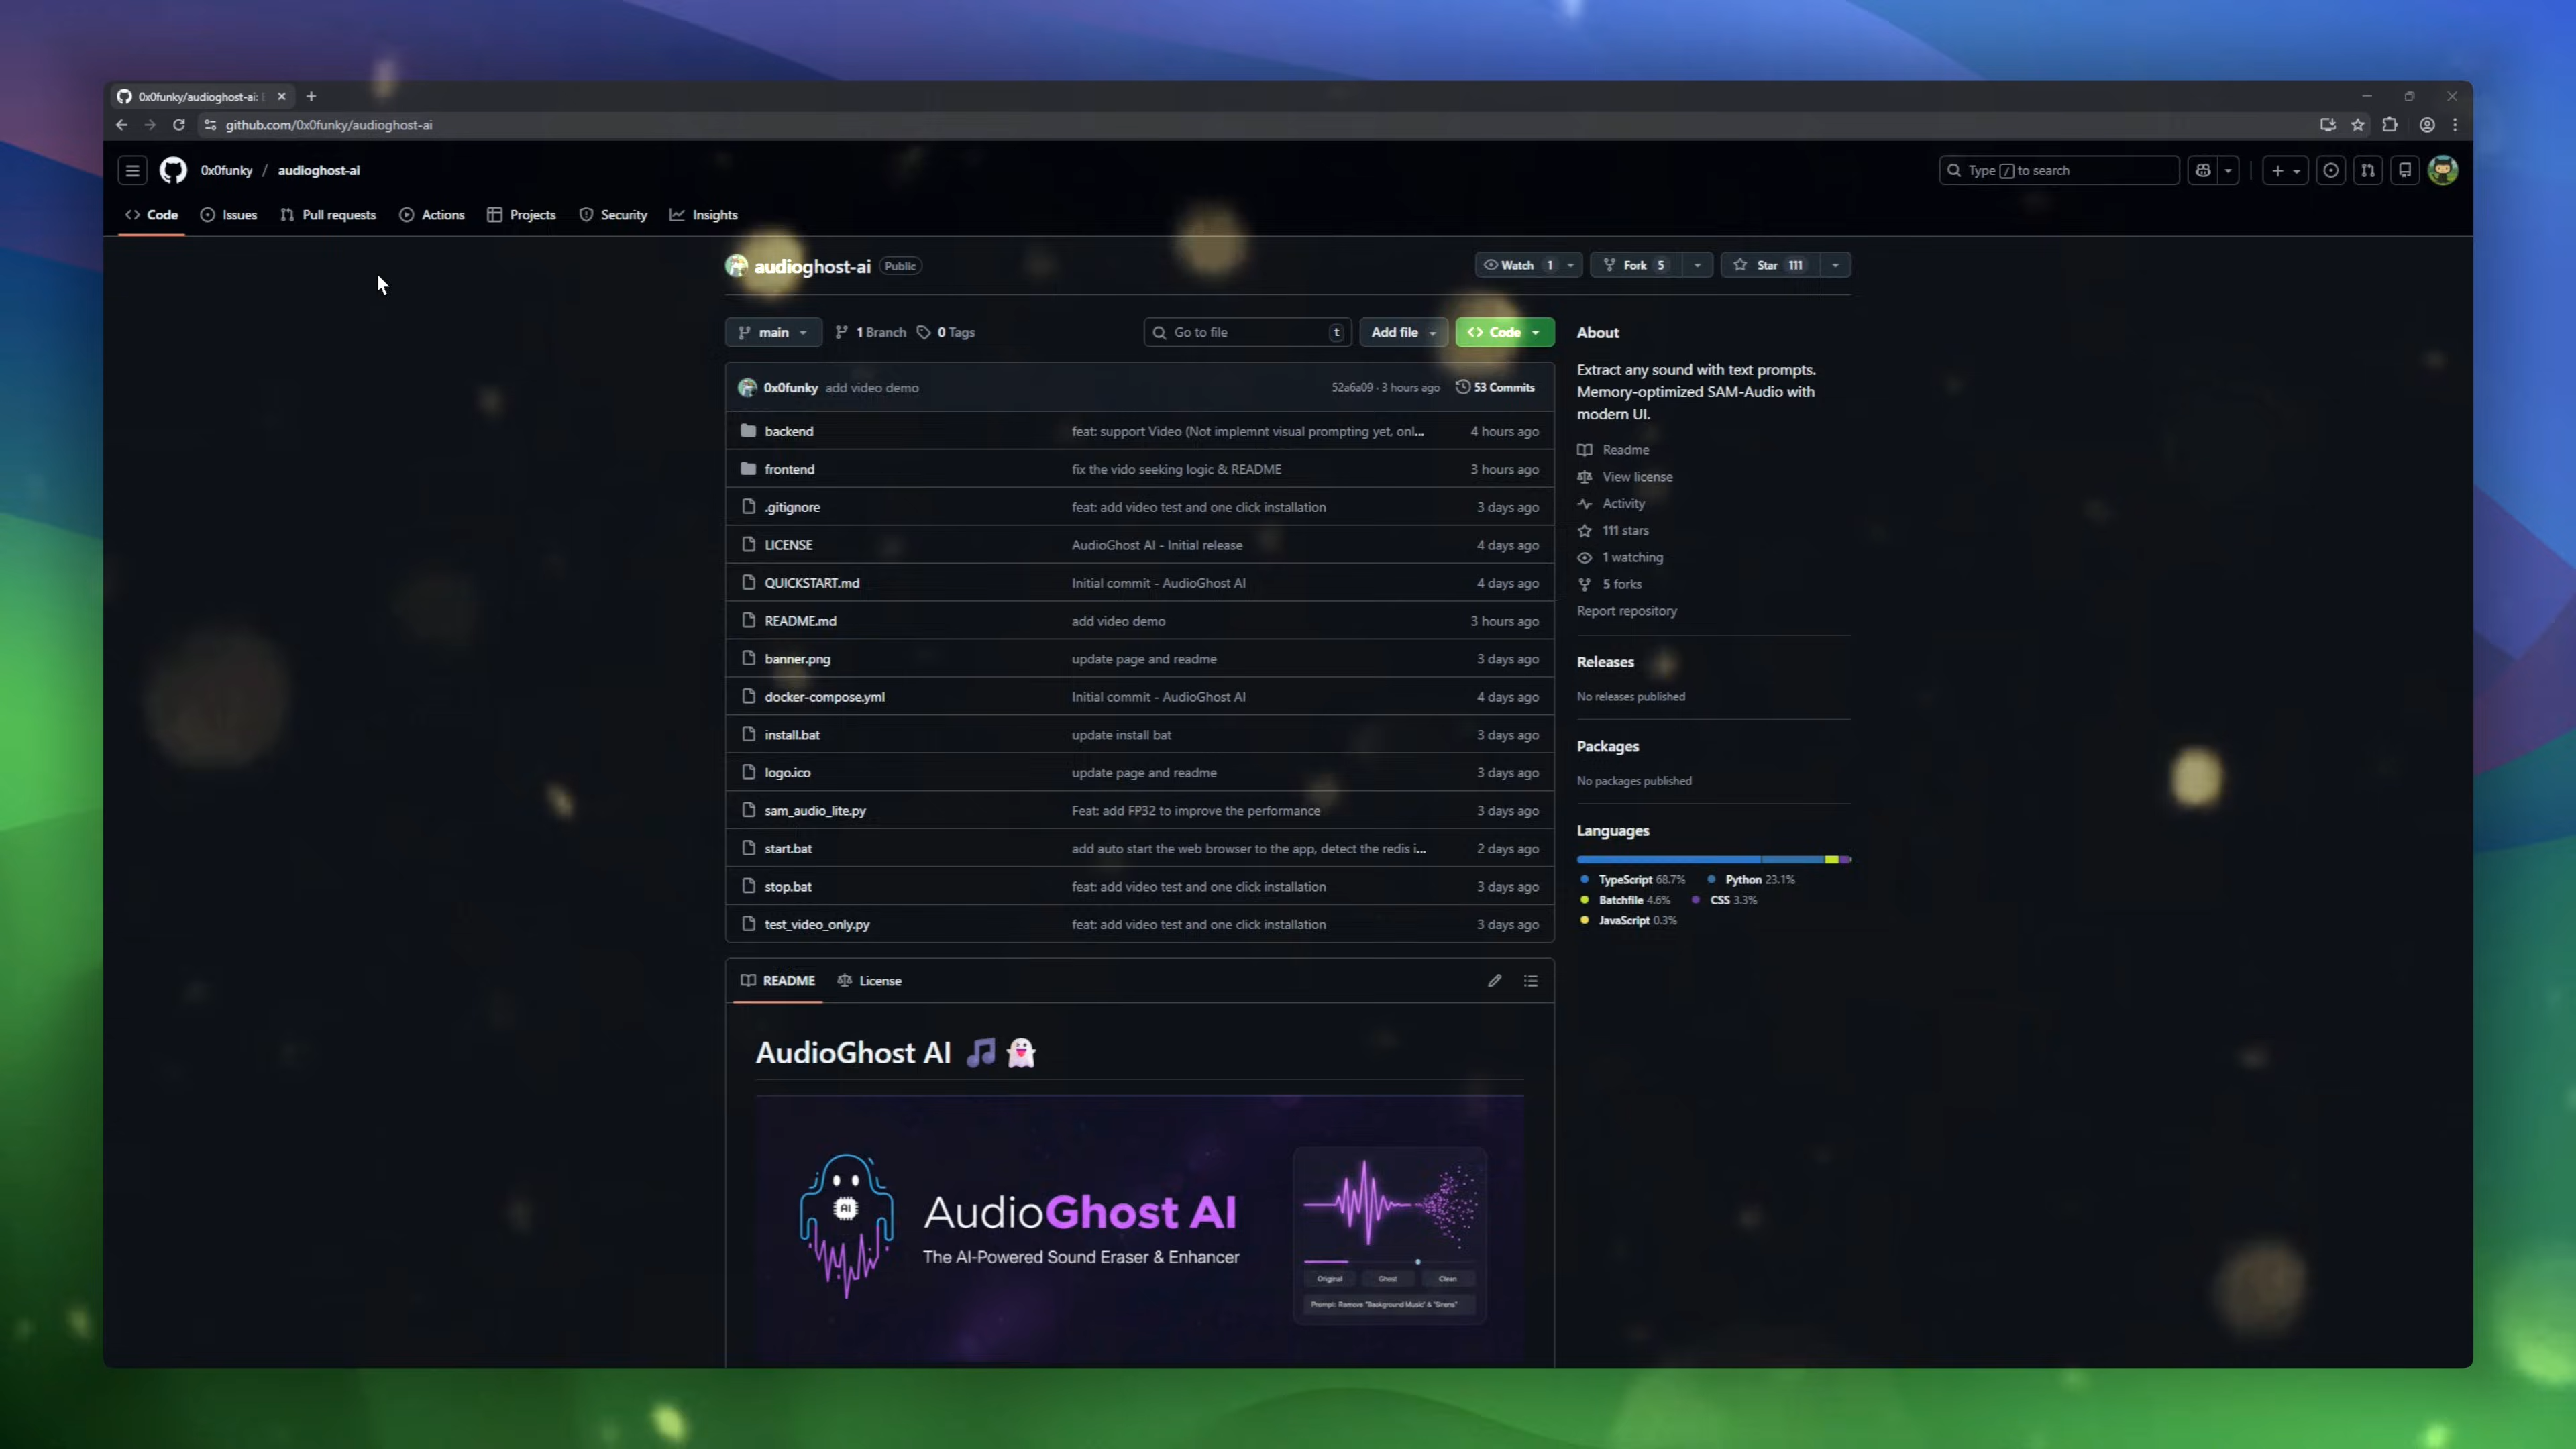 0x0funky/audioghost-ai:
github.com/0x0funky/audioghost-ai
0x0funky / audioghost-ai
Type / to search
Code Issues Pull requests Actions Projects Security Insights
audioghost-ai Public
Watch 1 Fork 5 Star 111
main 1 Branch 0 Tags Go to file t Add file Code
0x0funky add video demo 52a6a09 · 3 hours ago 53 Commits
backend feat: support Video (Not implemnt visual prompting yet, onl... 4 hours ago
frontend fix the vido seeking logic & README 3 hours ago
.gitignore feat: add video test and one click installation 3 days ago
LICENSE AudioGhost AI - Initial release 4 days ago
QUICKSTART.md Initial commit - AudioGhost AI 4 days ago
README.md add video demo 3 hours ago
banner.png update page and readme 3 days ago
docker-compose.yml Initial commit - AudioGhost AI 4 days ago
install.bat update install bat 3 days ago
logo.ico update page and readme 3 days ago
sam_audio_lite.py Feat: add FP32 to improve the performance 3 days ago
start.bat add auto start the web browser to the app, detect the redis i... 2 days ago
stop.bat feat: add video test and one click installation 3 days ago
test_video_only.py feat: add video test and one click installation 3 days ago
README License
AudioGhost AI
AI
AudioGhost AI
The AI-Powered Sound Eraser & Enhancer
Original Ghost Clean
Prompt: Remove "Background Music" & "Sirens"
About
Extract any sound with text prompts.
Memory-optimized SAM-Audio with
modern UI.
Readme
View license
Activity
111 stars
1 watching
5 forks
Report repository
Releases
No releases published
Packages
No packages published
Languages
TypeScript 68.7% Python 23.1%
Batchfile 4.6% CSS 3.3%
JavaScript 0.3%